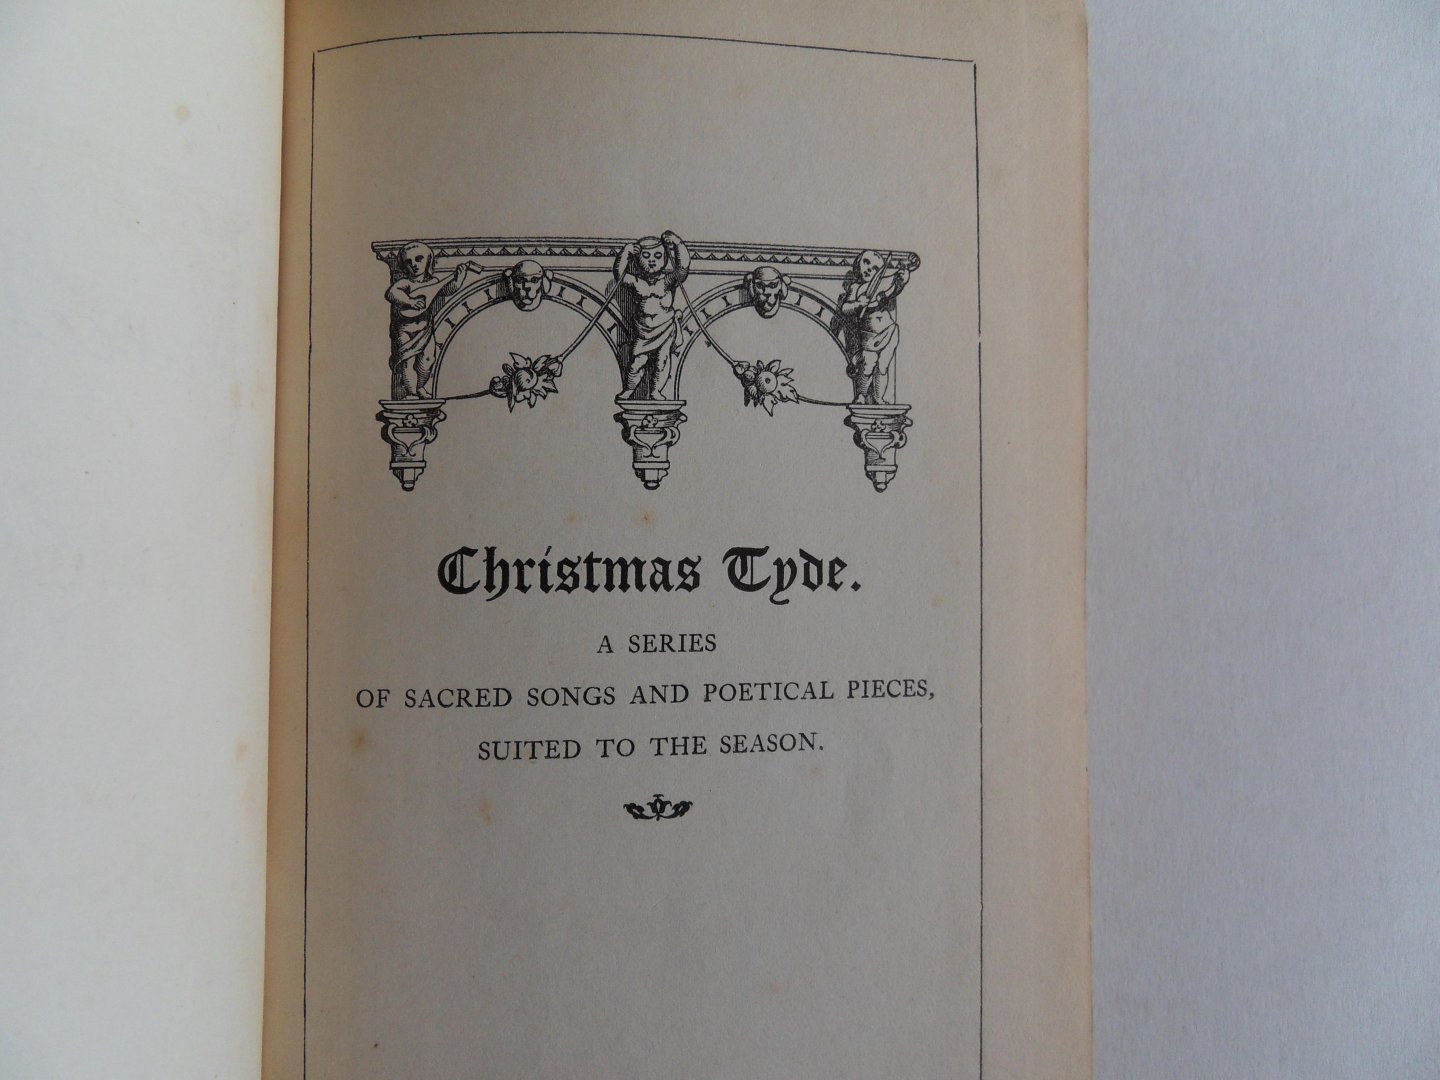 Christmas Tyde.
A SERIES
OF SACRED SONGS AND POETICAL PIECES,
SUITED TO THE SEASON.